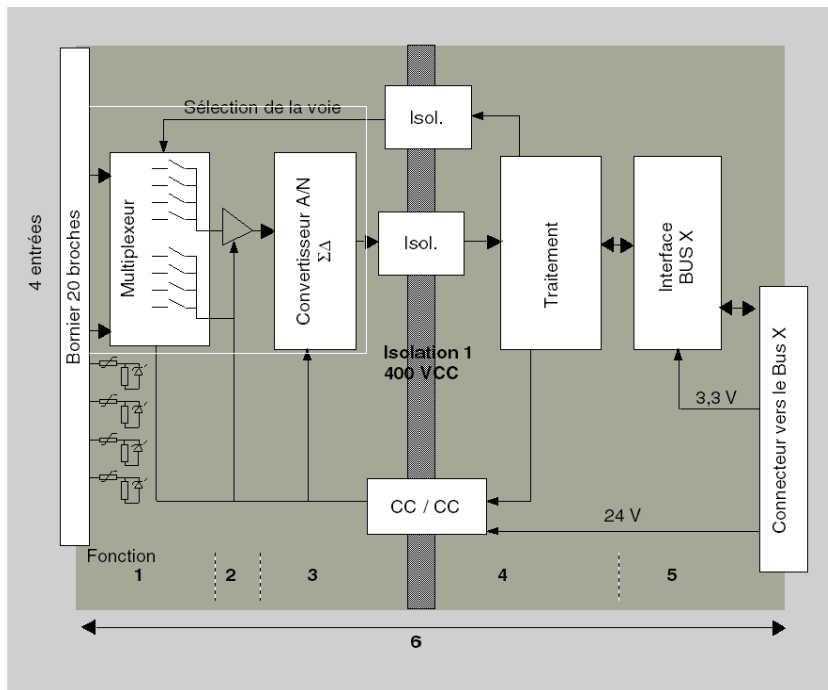 Sélection de la voie
Isol.
4 entrées
Bornier 20 broches
Multiplexeur
Convertisseur A/N
ΣΔ
Isol.
Traitement
Interface
BUS X
Connecteur vers le Bus X
Isolation 1
400 VCC
3,3 V
CC / CC
24 V
Fonction
1
2
3
4
5
6